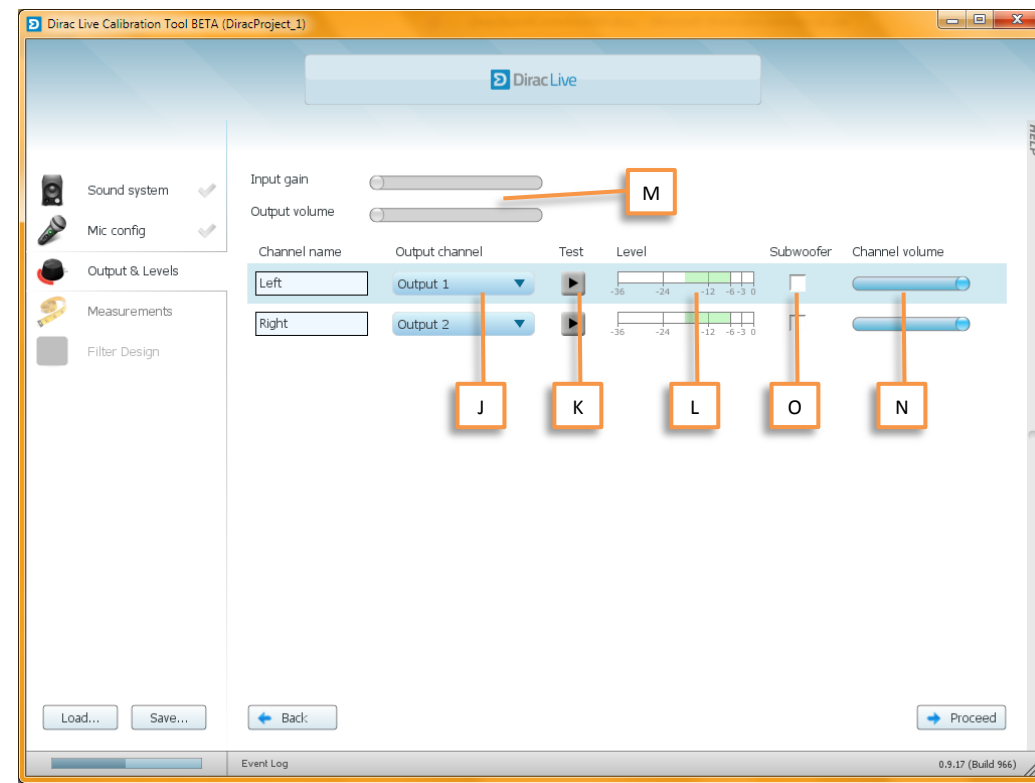 Dirac Live Calibration Tool BETA (DiracProject_1)
Dirac Live
HELP
Sound system
Mic config
Output & Levels
Measurements
Filter Design
Input gain
Output volume
M
Channel name Output channel Test Level Subwoofer Channel volume
Left Output 1 -36 -24 -12 -6 -3 0
Right Output 2 -36 -24 -12 -6 -3 0
J K L O N
Load... Save... Back Proceed
Event Log 0.9.17 (Build 966)